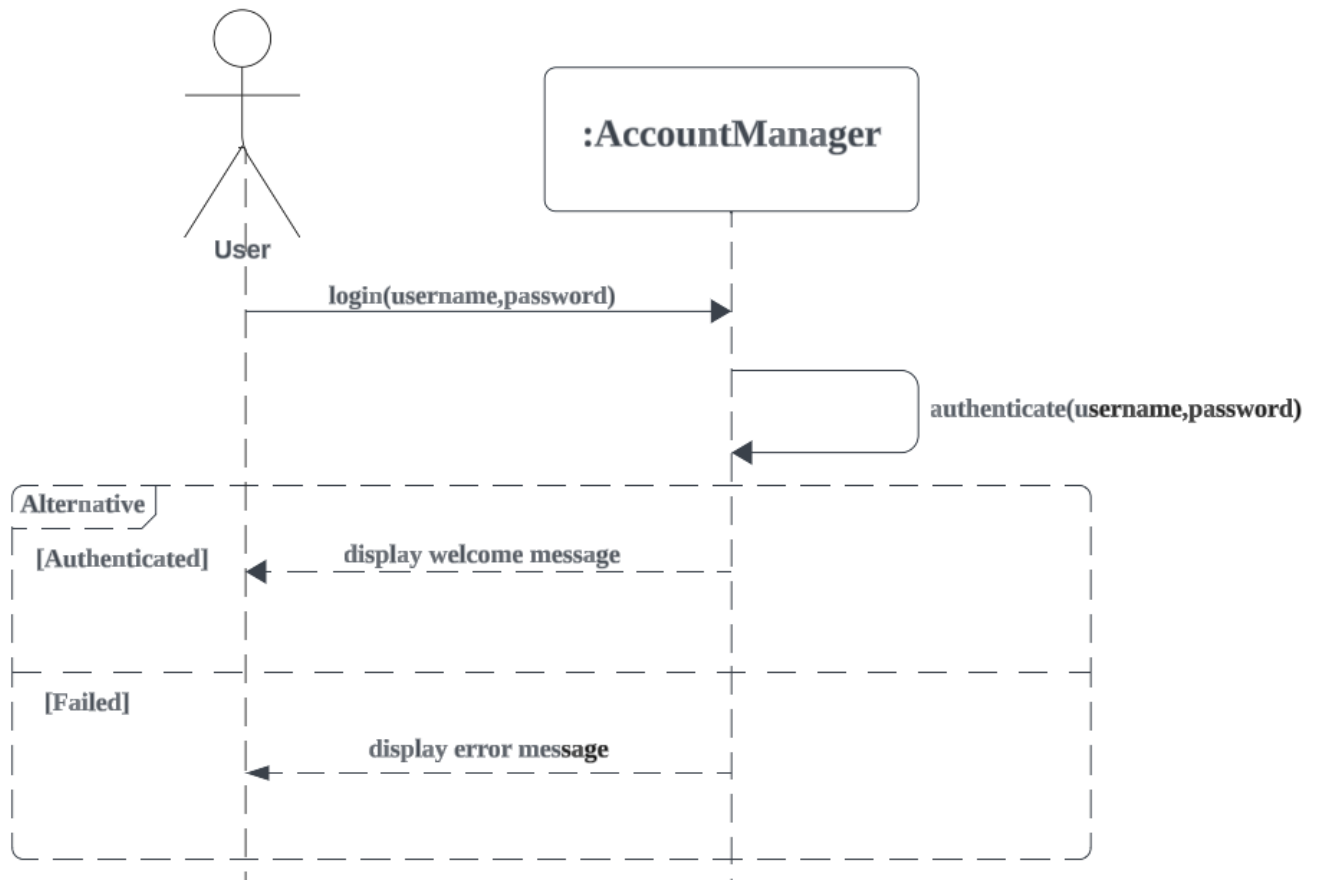 :AccountManager
User
login(username,password)
authenticate(username,password)
Alternative
[Authenticated]
display welcome message
[Failed]
display error message